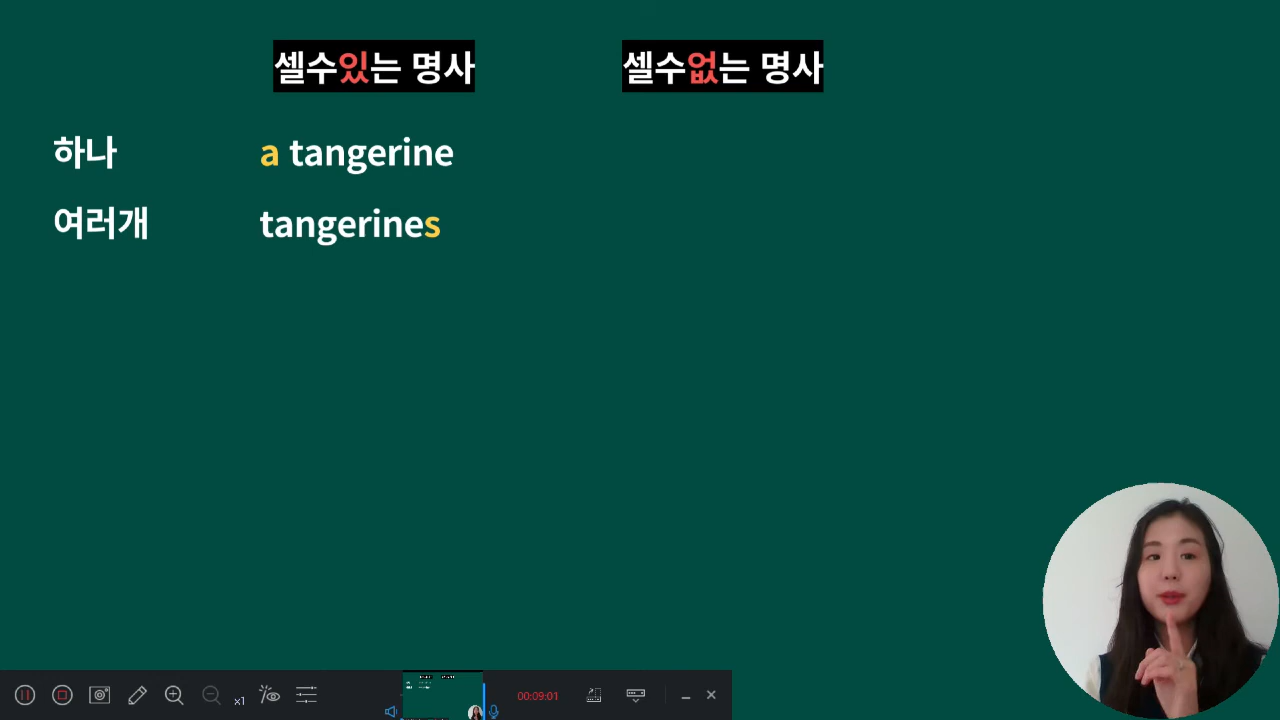 셀수있는 명사 셀수없는 명사
하나 a tangerine
여러개 tangerines
x1 00:09:01